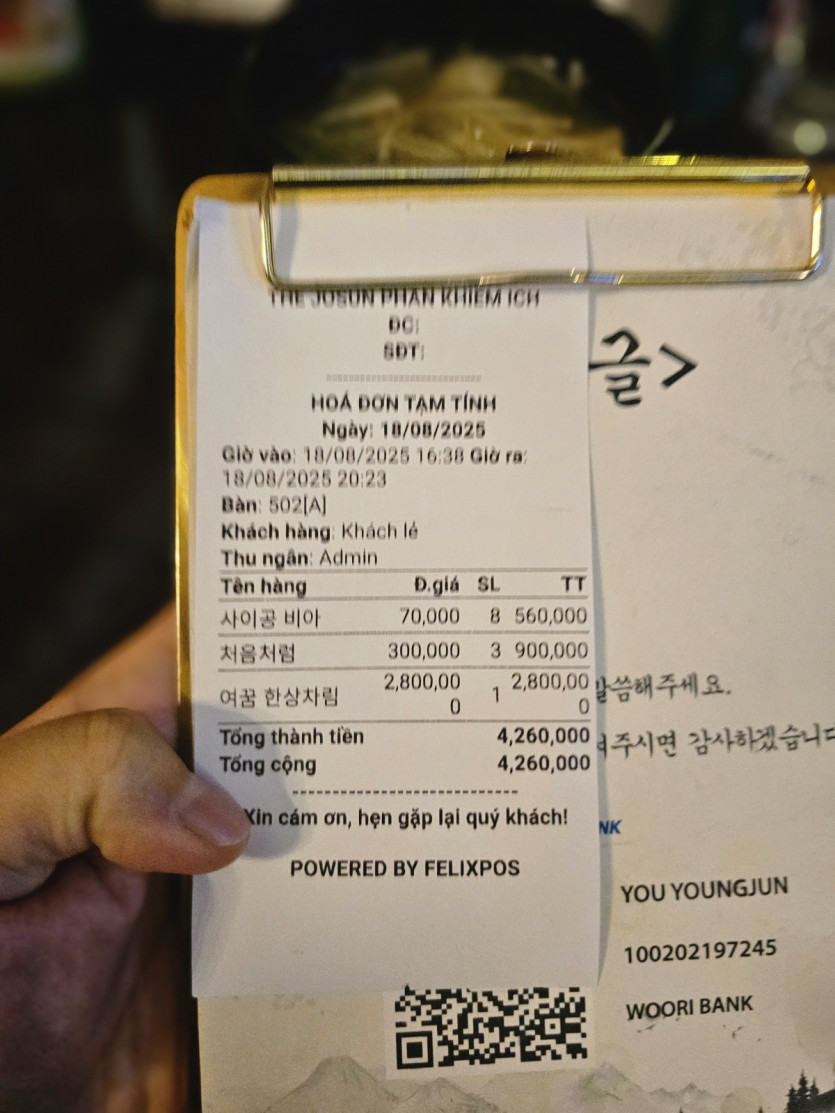 THE JOSUN PHAN KHIEM ICH
ĐC:
SĐT:
HOÁ ĐƠN TẠM TÍNH
Ngày: 18/08/2025
Giờ vào: 18/08/2025 16:38 Giờ ra:
18/08/2025 20:23
Bàn: 502[A]
Khách hàng: Khách lẻ
Thu ngân: Admin
Tên hàng Đ.giá SL TT
사이공 비아 70,000 8 560,000
처음처럼 300,000 3 900,000
여꿈 한상차림 2,800,00 1 2,800,00
0 0
Tổng thành tiền 4,260,000
Tổng cộng 4,260,000
Xin cám ơn, hẹn gặp lại quý khách!
POWERED BY FELIXPOS
글>
말씀해주세요.
주시면 감사하겠습니다
NK
YOU YOUNGJUN
100202197245
WOORI BANK